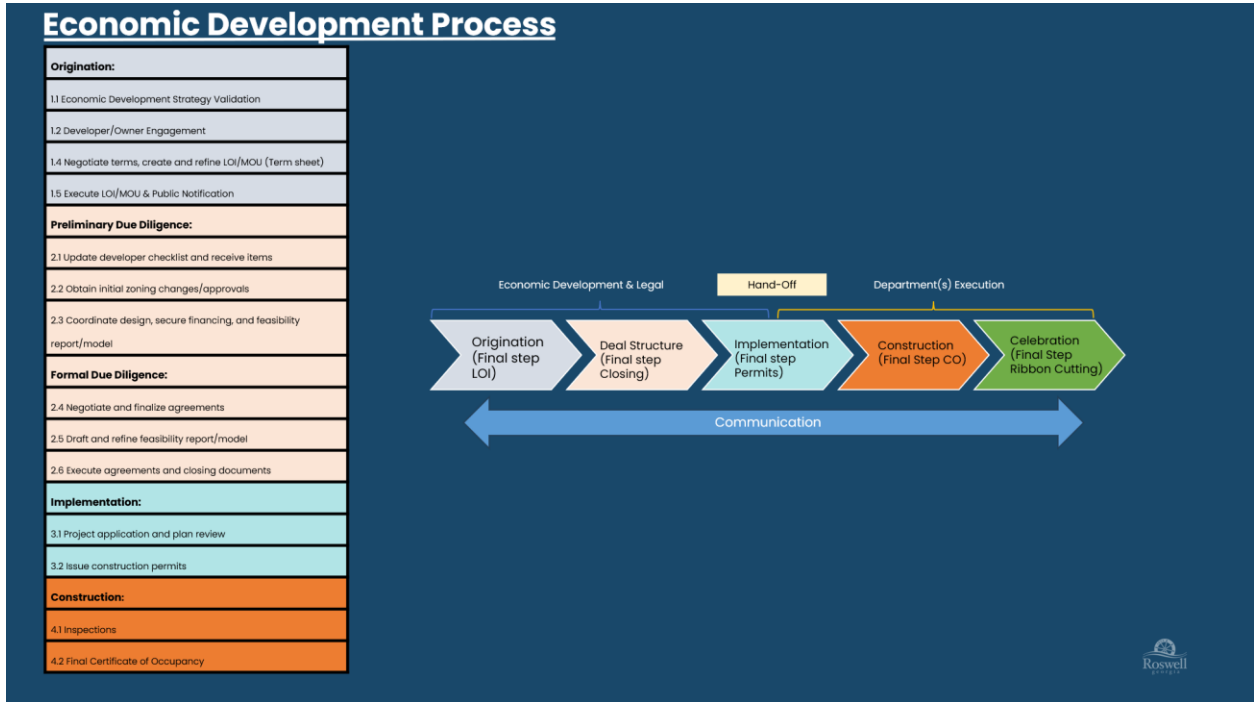 Economic Development Process
Origination:
1.1 Economic Development Strategy Validation
1.2 Developer/Owner Engagement
1.4 Negotiate terms, create and refine LOI/MOU (Term sheet)
1.5 Execute LOI/MOU & Public Notification
Preliminary Due Diligence:
2.1 Update developer checklist and receive items
2.2 Obtain initial zoning changes/approvals
2.3 Coordinate design, secure financing, and feasibility
report/model
Formal Due Diligence:
2.4 Negotiate and finalize agreements
2.5 Draft and refine feasibility report/model
2.6 Execute agreements and closing documents
Implementation:
3.1 Project application and plan review
3.2 Issue construction permits
Construction:
4.1 Inspections
4.2 Final Certificate of Occupancy
Economic Development & Legal
Hand-Off
Department(s) Execution
Origination
(Final step
LOI)
Deal Structure
(Final step
Closing)
Implementation
(Final step
Permits)
Construction
(Final Step CO)
Celebration
(Final Step
Ribbon Cutting)
Communication
Roswell
georgia